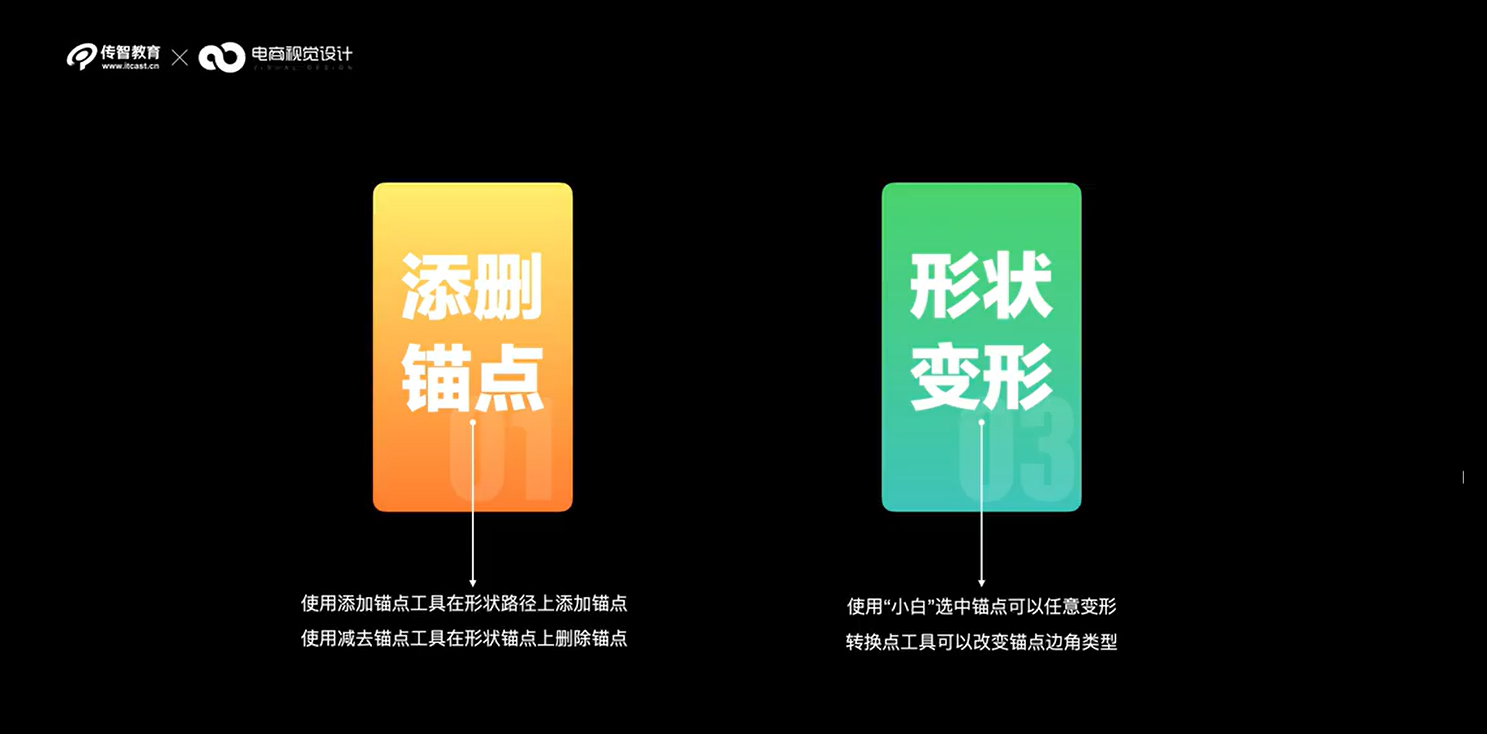 传智教育
www.itcast.cn
电商视觉设计
VISUAL DESIGN
添删
锚点
01
使用添加锚点工具在形状路径上添加锚点
使用减去锚点工具在形状锚点上删除锚点
形状
变形
03
使用“小白”选中锚点可以任意变形
转换点工具可以改变锚点边角类型